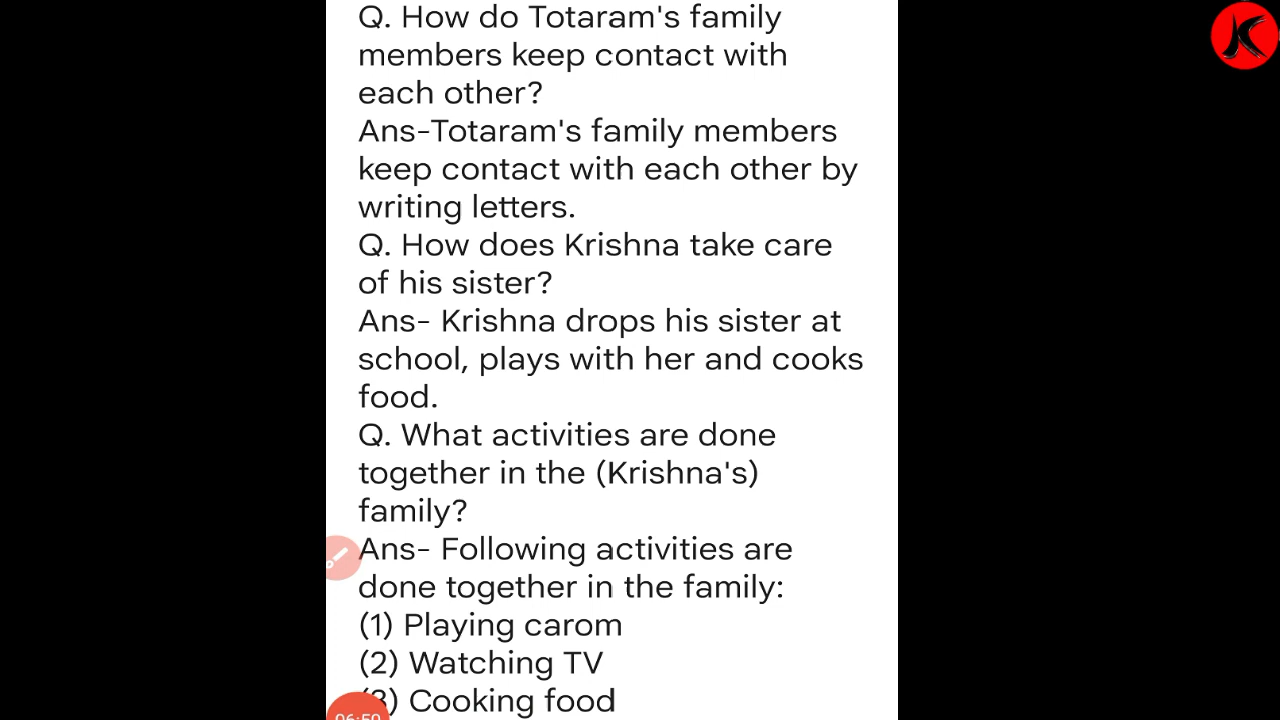 Q. How do Totaram's family
members keep contact with
each other?
Ans-Totaram's family members
keep contact with each other by
writing letters.
Q. How does Krishna take care
of his sister?
Ans- Krishna drops his sister at
school, plays with her and cooks
food.
Q. What activities are done
together in the (Krishna's)
family?
Ans- Following activities are
done together in the family:
(1) Playing carom
(2) Watching TV
(3) Cooking food
06:50
K